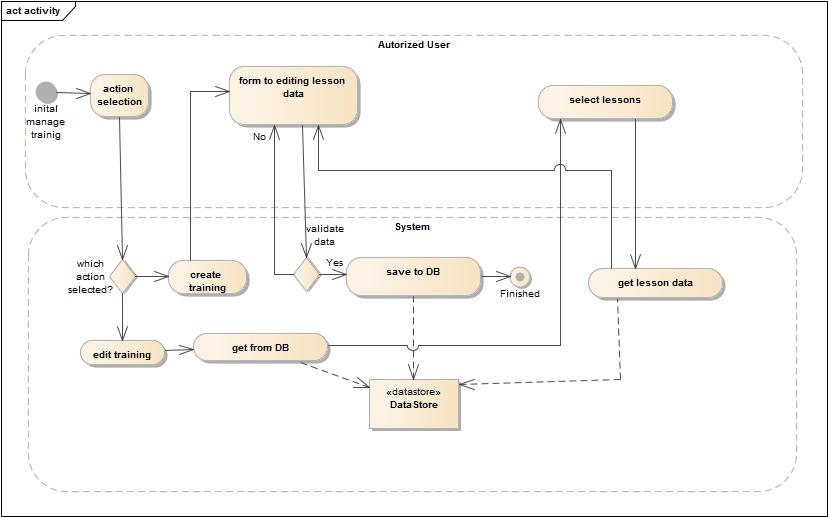 act activity
Autorized User
action
selection
inital
manage
trainig
form to editing lesson
data
select lessons
No
validate
data
System
which
action
selected?
create
training
Yes
save to DB
Finished
get lesson data
edit training
get from DB
«datastore»
DataStore